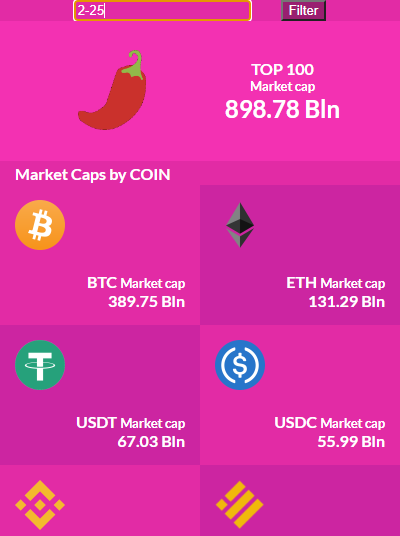 2-25
Filter
TOP 100
Market cap
898.78 Bln
Market Caps by COIN
BTC Market cap
389.75 Bln
ETH Market cap
131.29 Bln
USDT Market cap
67.03 Bln
USDC Market cap
55.99 Bln